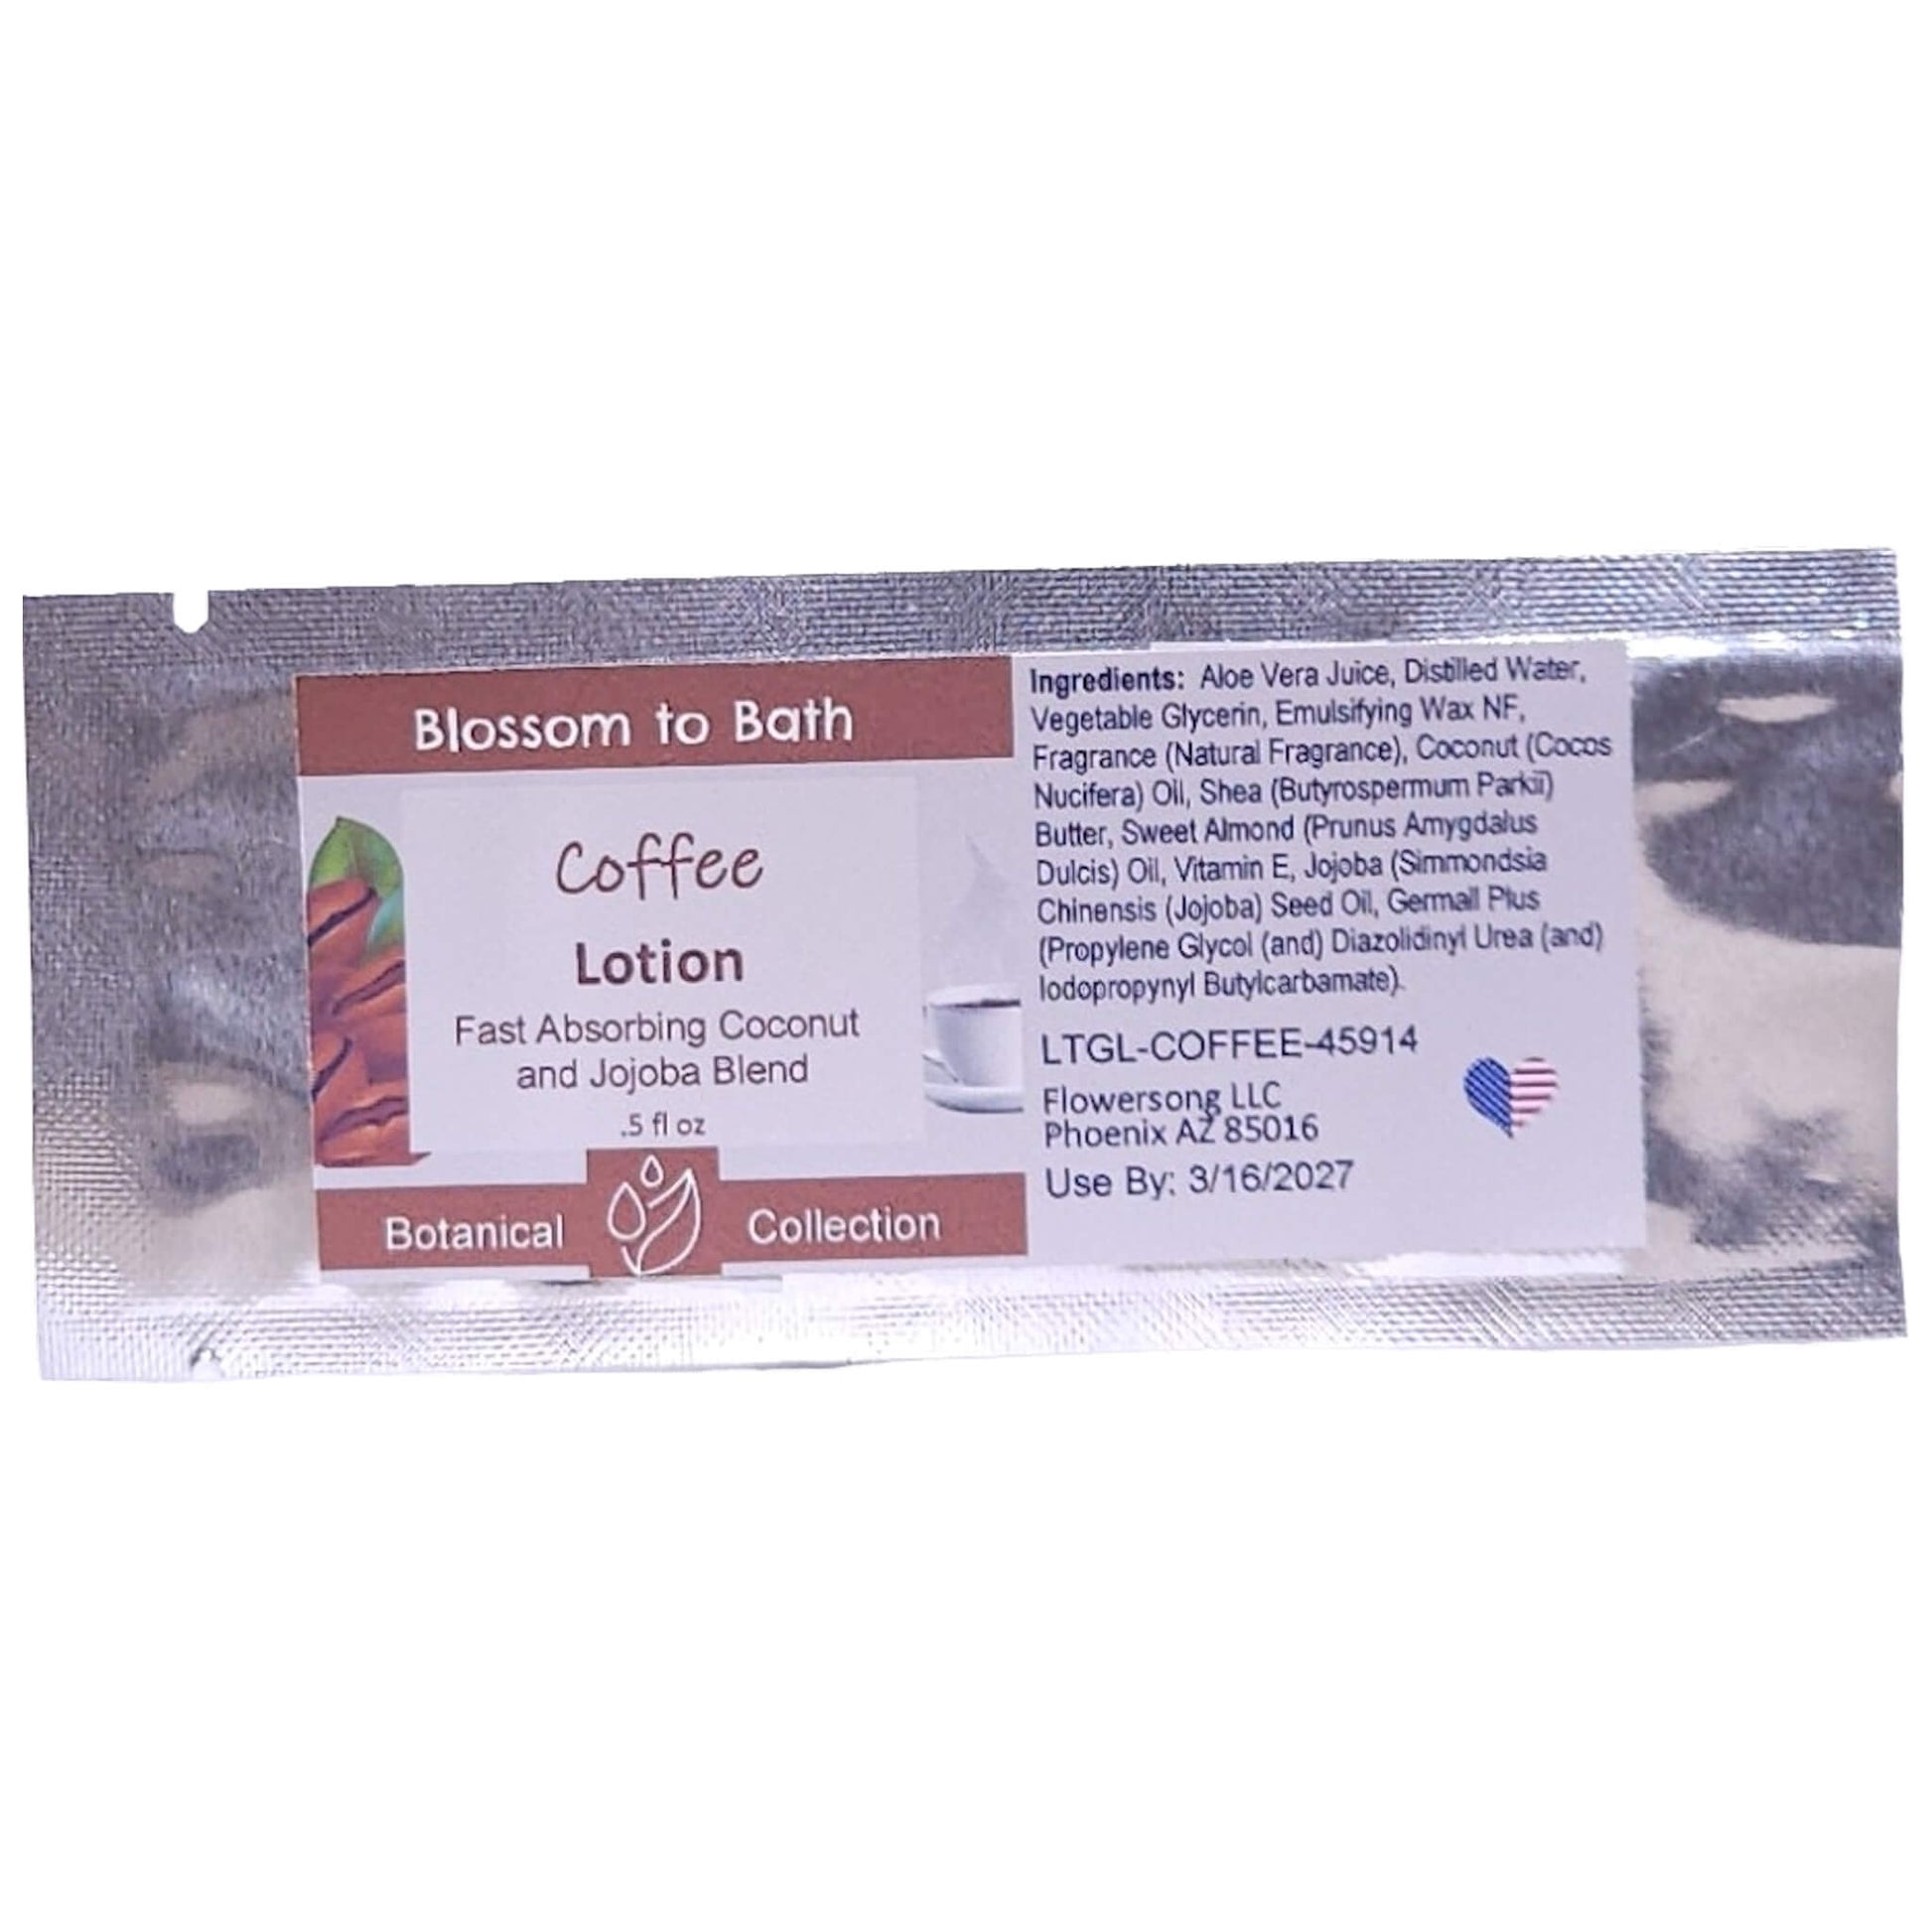 Blossom to Bath
Coffee
Lotion
Fast Absorbing Coconut
and Jojoba Blend
.5 fl oz
Botanical Collection
Ingredients: Aloe Vera Juice, Distilled Water,
Vegetable Glycerin, Emulsifying Wax NF,
Fragrance (Natural Fragrance), Coconut (Cocos
Nucifera) Oil, Shea (Butyrospermum Parkii)
Butter, Sweet Almond (Prunus Amygdalus
Dulcis) Oil, Vitamin E, Jojoba (Simmondsia
Chinensis (Jojoba) Seed Oil, Germall Plus
(Propylene Glycol (and) Diazolidinyl Urea (and)
Iodopropynyl Butylcarbamate).
LTGL-COFFEE-45914
Flowersong LLC
Phoenix AZ 85016
Use By: 3/16/2027